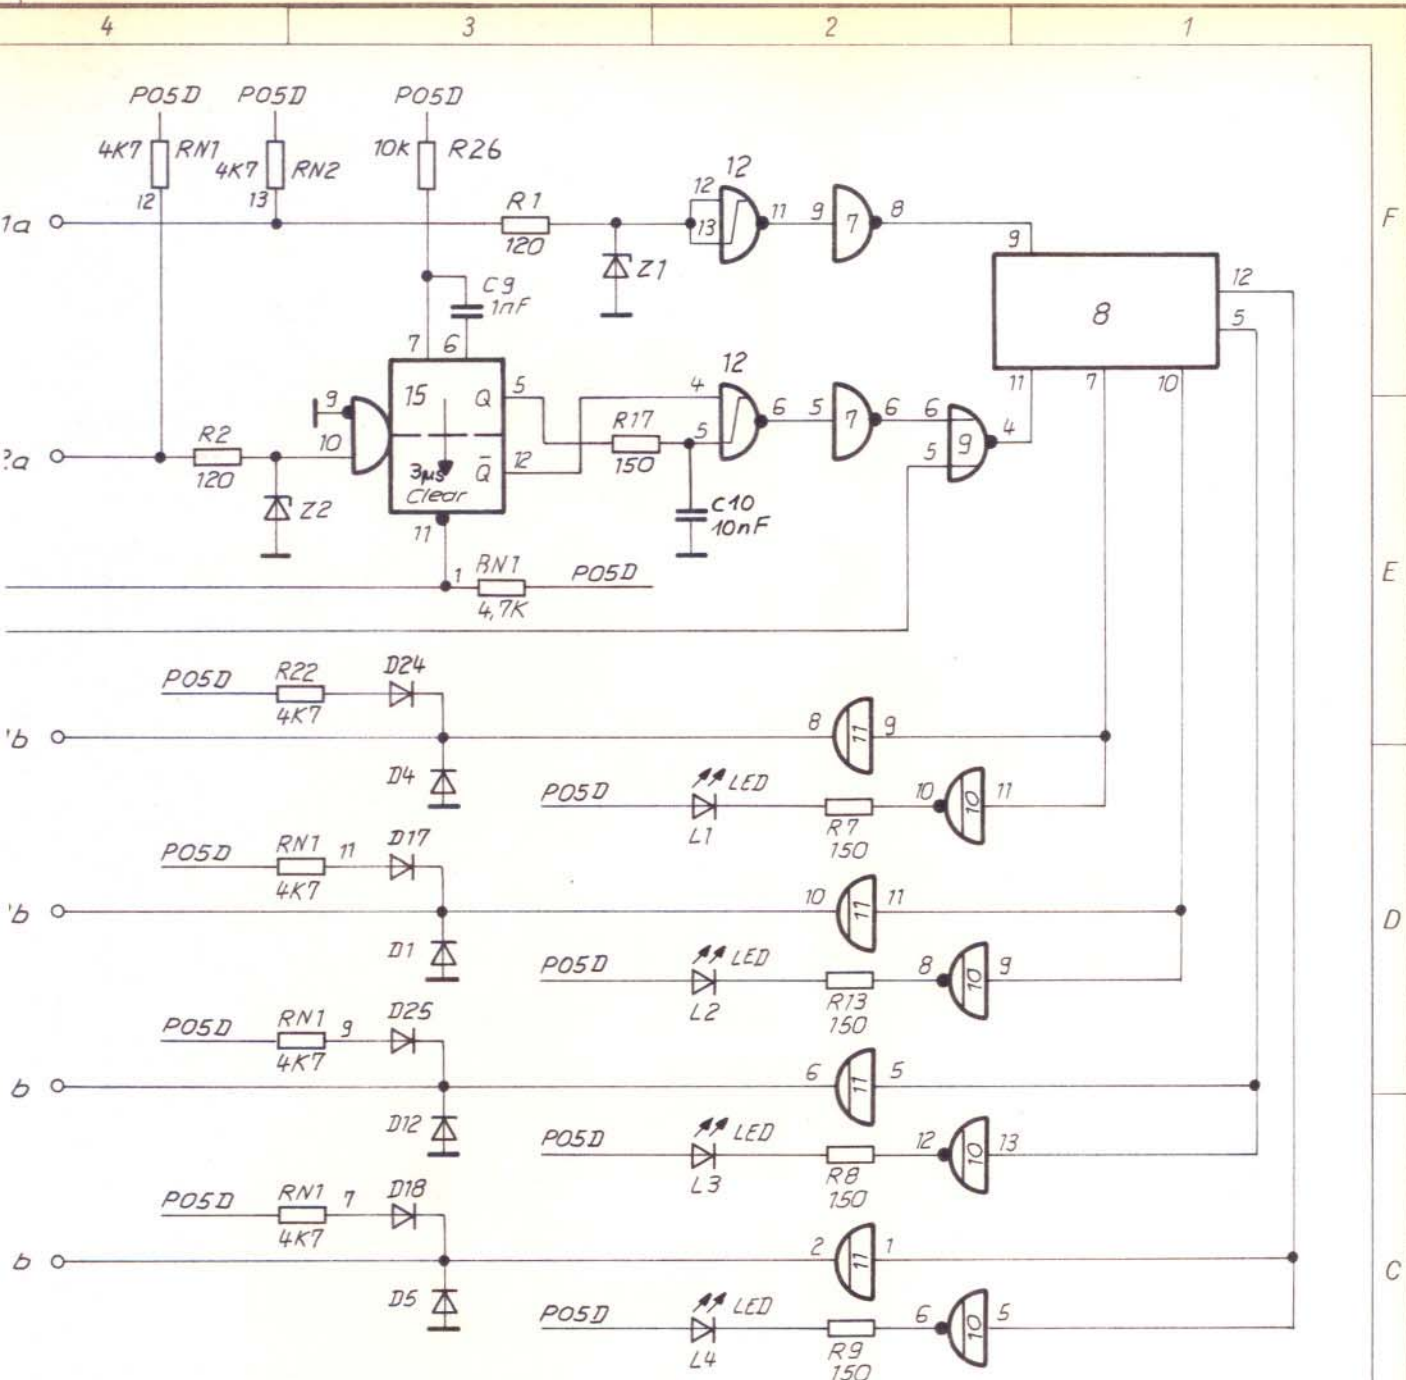 4 3 2 1
P05D P05D P05D
4K7 RN1 4K7 RN2 10K R26
12 13
1a R1 120 12 13 12 11 9 7 8 F
Z1
9
C9
1nF
12
5
8
7 6 12 11 7 10
9 15 Q 5 4 6 5 7 6 6
10 R2 R17 5 9 4
2a 120 150 5
3µs Q̄ 12
Clear
Z2 C10
10nF
11
1 RN1 P05D E
4,7K
P05D R22 D24
4K7
b 8 11 9
D4 P05D LED 10 10 11
L1 R7
150
P05D RN1 11 D17
4K7
b 10 11 11 D
D1 P05D LED 8 10 9
L2 R13
150
P05D RN1 9 D25
4K7
b 6 11 5
D12 P05D LED 12 10 13
L3 R8
150
P05D RN1 7 D18
4K7
b 2 11 1 C
D5 P05D LED 6 10 5
L4 R9
150